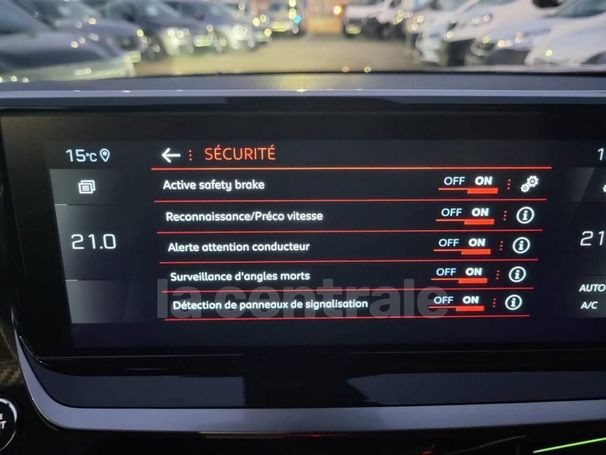 15°C
← : SÉCURITÉ
Active safety brake OFF ON
Reconnaissance/Préco vitesse OFF ON
21.0
Alerte attention conducteur OFF ON
Surveillance d'angles morts OFF ON
la centrale
Détection de panneaux de signalisation OFF ON
AUTO
A/C